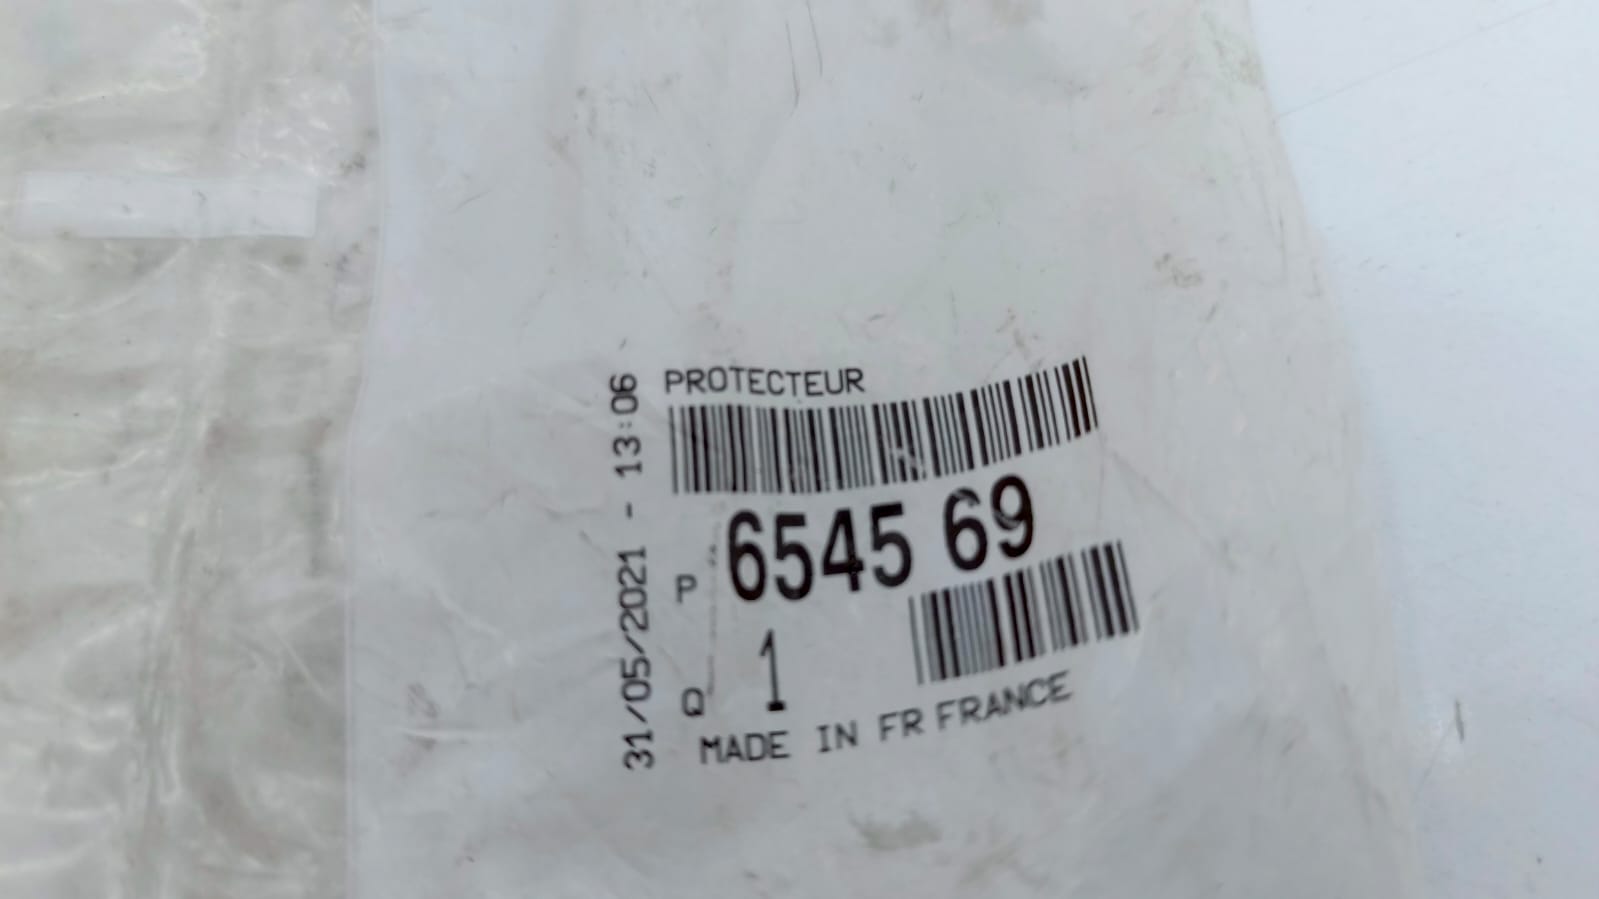 PROTECTEUR
P 6545 69
Q 1
MADE IN FR FRANCE
31/05/2021 - 13:06